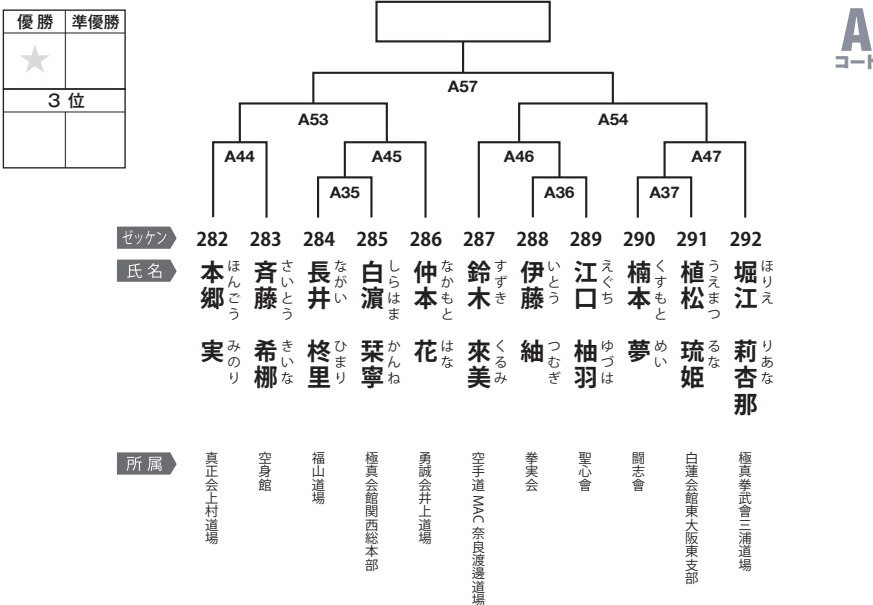 優勝 準優勝
★
3位
A
コート
A57
A53 A54
A44 A45 A46 A47
A35 A36 A37
ゼッケン 282 283 284 285 286 287 288 289 290 291 292
氏名
本郷 実 ほんごう みのり
斉藤 希梛 さいとう きいな
長井 柊里 ながい ひまり
白濵 栞寧 しらはま かんね
仲本 花 なかもと はな
鈴木 來美 すずき くるみ
伊藤 紬 いとう つむぎ
江口 柚羽 えぐち ゆづは
楠本 夢 くすもと めい
植松 琉姫 うえまつ るな
堀江 莉杏那 ほりえ りあな
所属
真正会上村道場
空身館
福山道場
極真会館関西総本部
勇誠会井上道場
空手道 MAC 奈良渡邊道場
拳実会
聖心會
闘志會
白蓮会館東大阪東支部
極真拳武會三浦道場